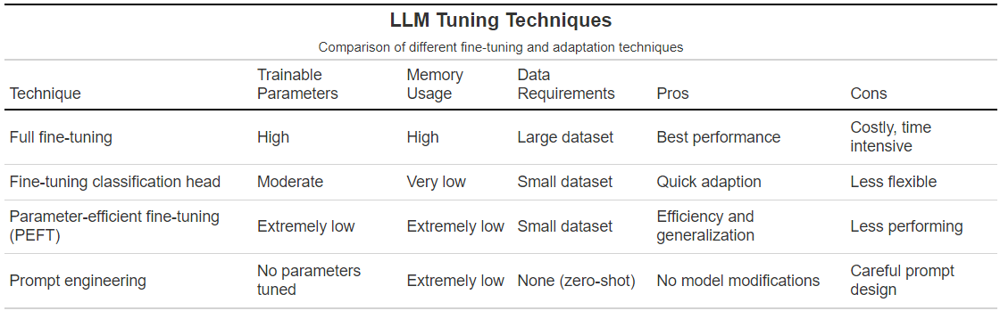 LLM Tuning Techniques
Comparison of different fine-tuning and adaptation techniques
Technique Trainable Parameters Memory Usage Data Requirements Pros Cons
Full fine-tuning High High Large dataset Best performance Costly, time intensive
Fine-tuning classification head Moderate Very low Small dataset Quick adaption Less flexible
Parameter-efficient fine-tuning (PEFT) Extremely low Extremely low Small dataset Efficiency and generalization Less performing
Prompt engineering No parameters tuned Extremely low None (zero-shot) No model modifications Careful prompt design